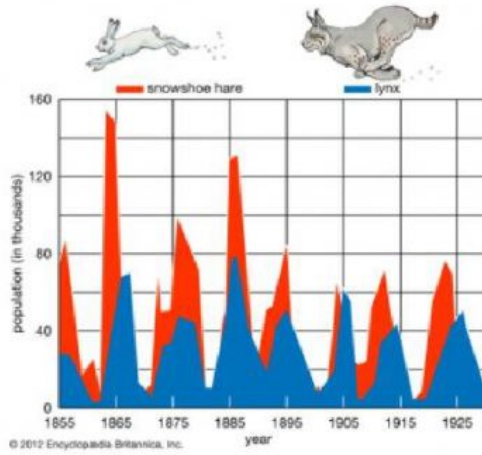 snowshoe hare lynx
160
120
80
40
0
population (in thousands)
1855 1865 1875 1885 1895 1905 1915 1925
year
© 2012 Encyclopædia Britannica, Inc.